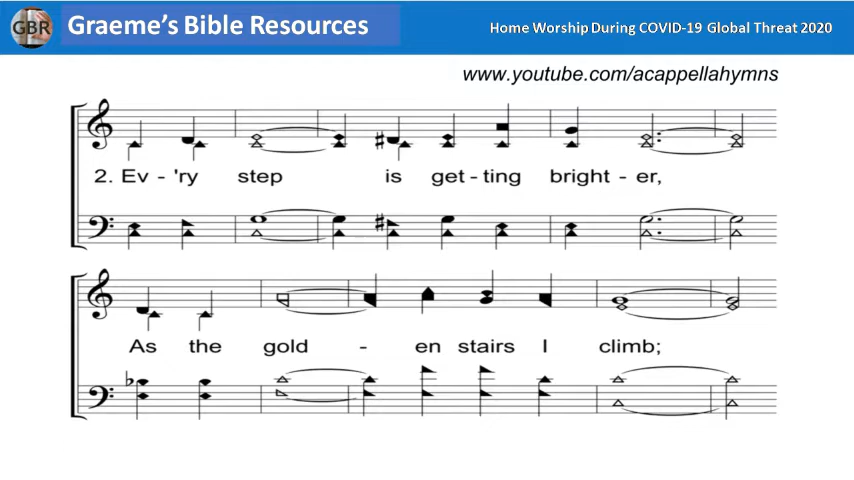 GBR Graeme's Bible Resources
Home Worship During COVID-19 Global Threat 2020
www.youtube.com/acappellahymns
2. Ev - 'ry step is get - ting bright - er,
As the gold - en stairs I climb;